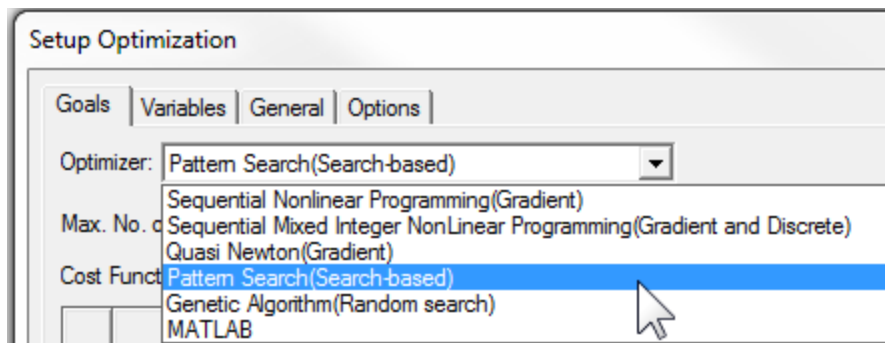 Setup Optimization
Goals Variables General Options
Optimizer: Pattern Search(Search-based)
Sequential Nonlinear Programming(Gradient)
Max. No. Sequential Mixed Integer NonLinear Programming(Gradient and Discrete)
Quasi Newton(Gradient)
Cost Funct Pattern Search(Search-based)
Genetic Algorithm(Random search)
MATLAB